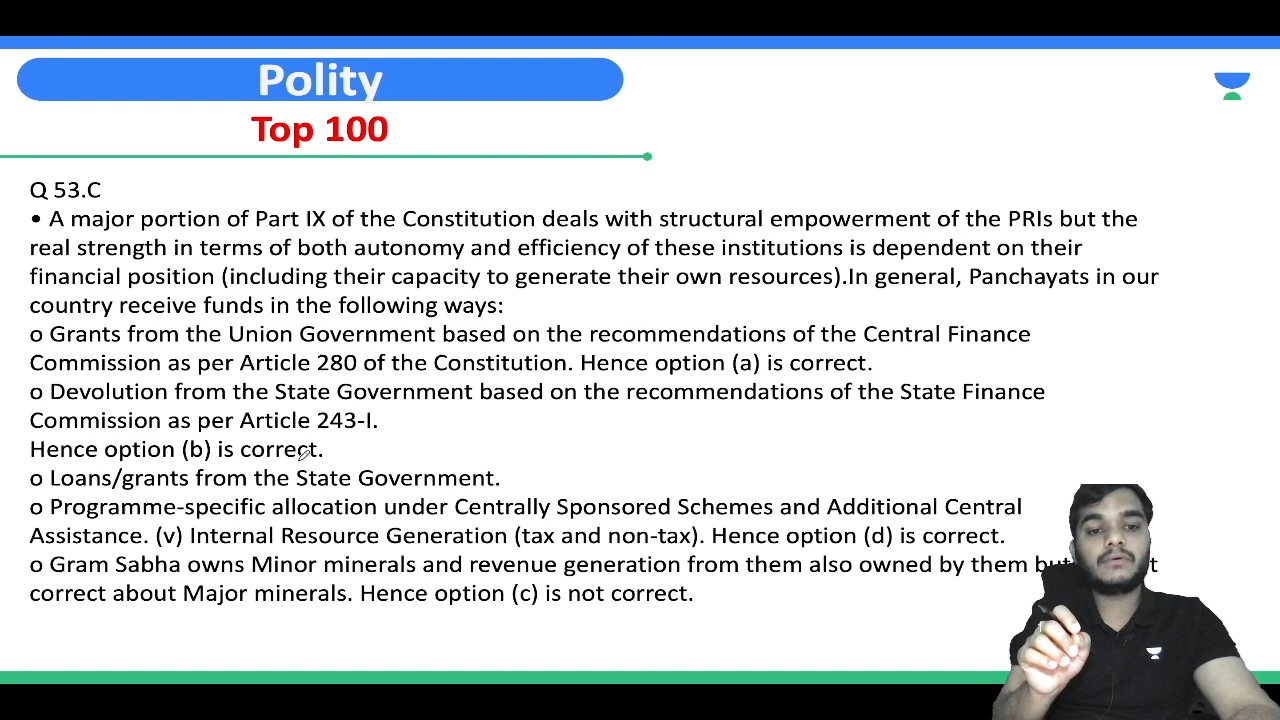 Polity
Top 100
Q 53.C
• A major portion of Part IX of the Constitution deals with structural empowerment of the PRIs but the
real strength in terms of both autonomy and efficiency of these institutions is dependent on their
financial position (including their capacity to generate their own resources).In general, Panchayats in our
country receive funds in the following ways:
o Grants from the Union Government based on the recommendations of the Central Finance
Commission as per Article 280 of the Constitution. Hence option (a) is correct.
o Devolution from the State Government based on the recommendations of the State Finance
Commission as per Article 243-I.
Hence option (b) is correct.
o Loans/grants from the State Government.
o Programme-specific allocation under Centrally Sponsored Schemes and Additional Central
Assistance. (v) Internal Resource Generation (tax and non-tax). Hence option (d) is correct.
o Gram Sabha owns Minor minerals and revenue generation from them also owned by them but
correct about Major minerals. Hence option (c) is not correct.